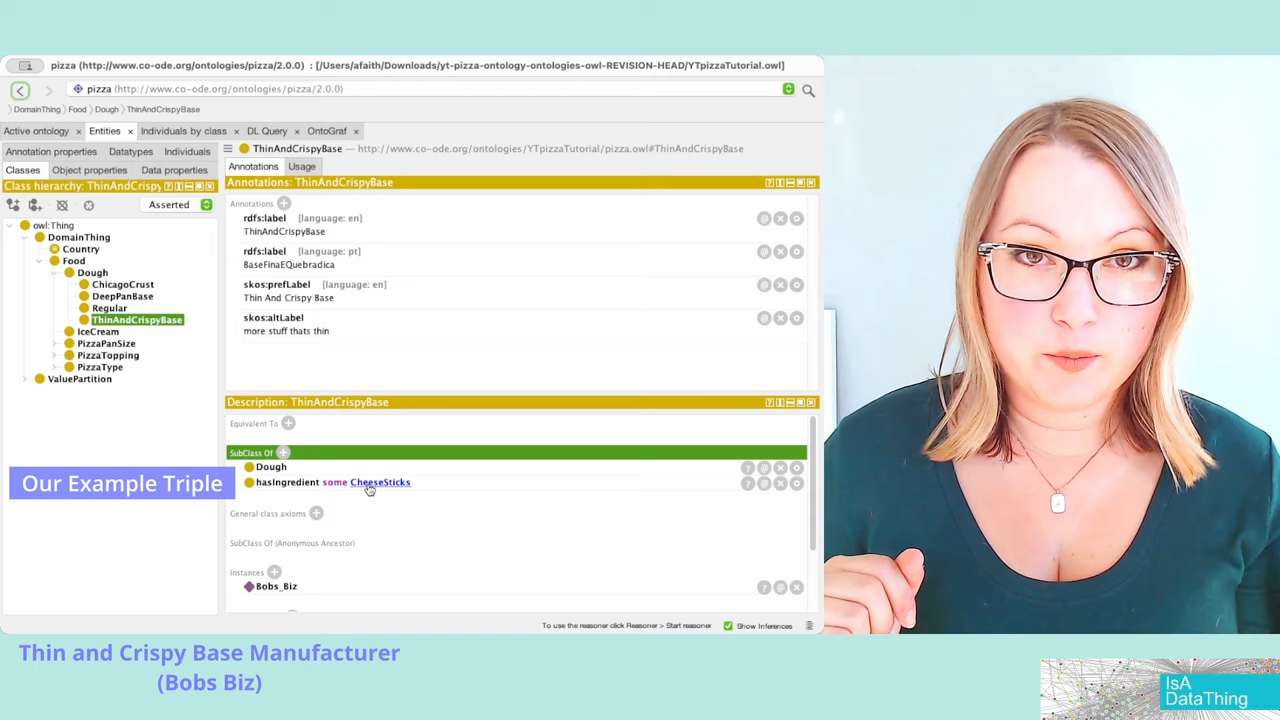 pizza (http://www.co-ode.org/ontologies/pizza/2.0.0) : [/Users/afaith/Downloads/yt-pizza-ontology-ontologies-owl-REVISION-HEAD/YTpizzaTutorial.owl]
pizza (http://www.co-ode.org/ontologies/pizza/2.0.0)
DomainThing Food Dough ThinAndCrispyBase
Active ontology × Entities × Individuals by class × DL Query × OntoGraf ×
Annotation properties Datatypes Individuals
Classes Object properties Data properties
Class hierarchy: ThinAndCrispy
Asserted
owl:Thing
DomainThing
Country
Food
Dough
ChicagoCrust
DeepPanBase
Regular
ThinAndCrispyBase
IceCream
PizzaPanSize
PizzaTopping
PizzaType
ValuePartition
ThinAndCrispyBase — http://www.co-ode.org/ontologies/YTpizzaTutorial/pizza.owl#ThinAndCrispyBase
Annotations Usage
Annotations: ThinAndCrispyBase
Annotations
rdfs:label [language: en]
ThinAndCrispyBase
rdfs:label [language: pt]
BaseFinaEQuebradica
skos:prefLabel [language: en]
Thin And Crispy Base
skos:altLabel
more stuff thats thin
Description: ThinAndCrispyBase
Equivalent To
SubClass Of
Dough
hasIngredient some CheeseSticks
General class axioms
SubClass Of (Anonymous Ancestor)
Instances
Bobs_Biz
To use the reasoner click Reasoner > Start reasoner Show Inferences
Our Example Triple
Thin and Crispy Base Manufacturer
(Bobs Biz)
IsA
DataThing